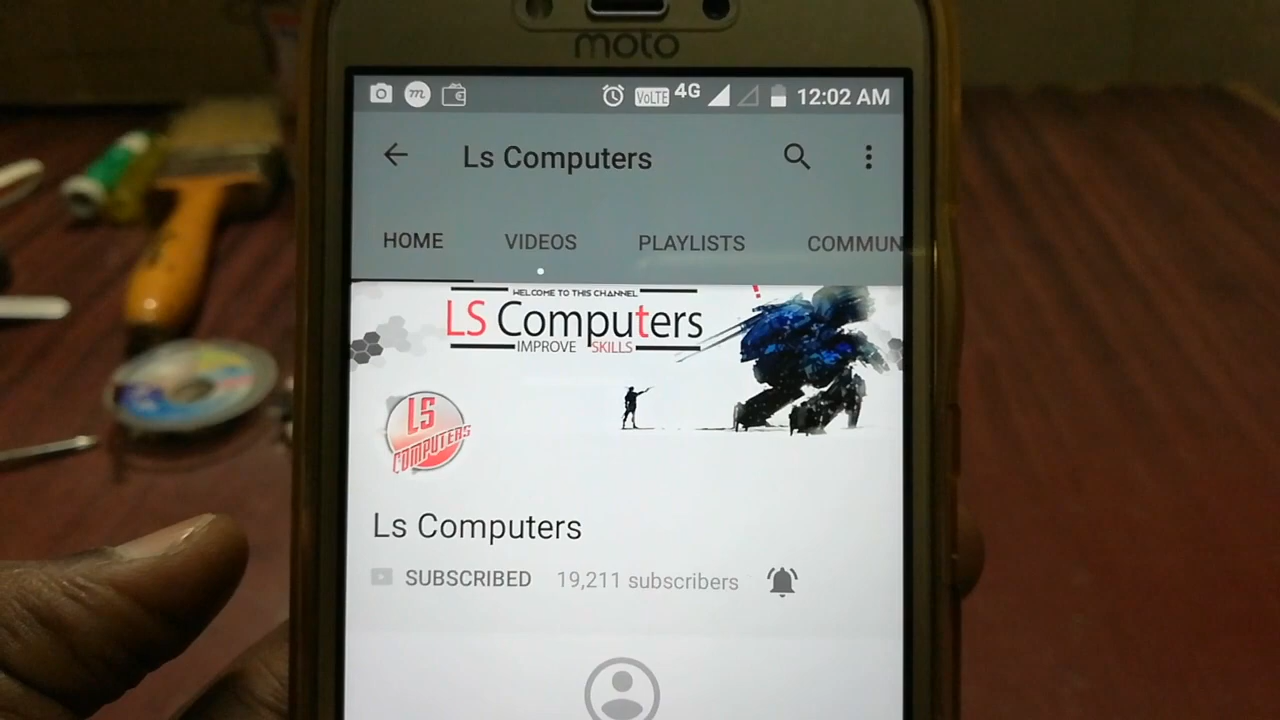 moto
m
VoLTE 4G 12:02 AM
Ls Computers
HOME VIDEOS PLAYLISTS COMMUN
WELCOME TO THIS CHANNEL
LS Computers
IMPROVE SKILLS
LS
COMPUTERS
Ls Computers
SUBSCRIBED 19,211 subscribers